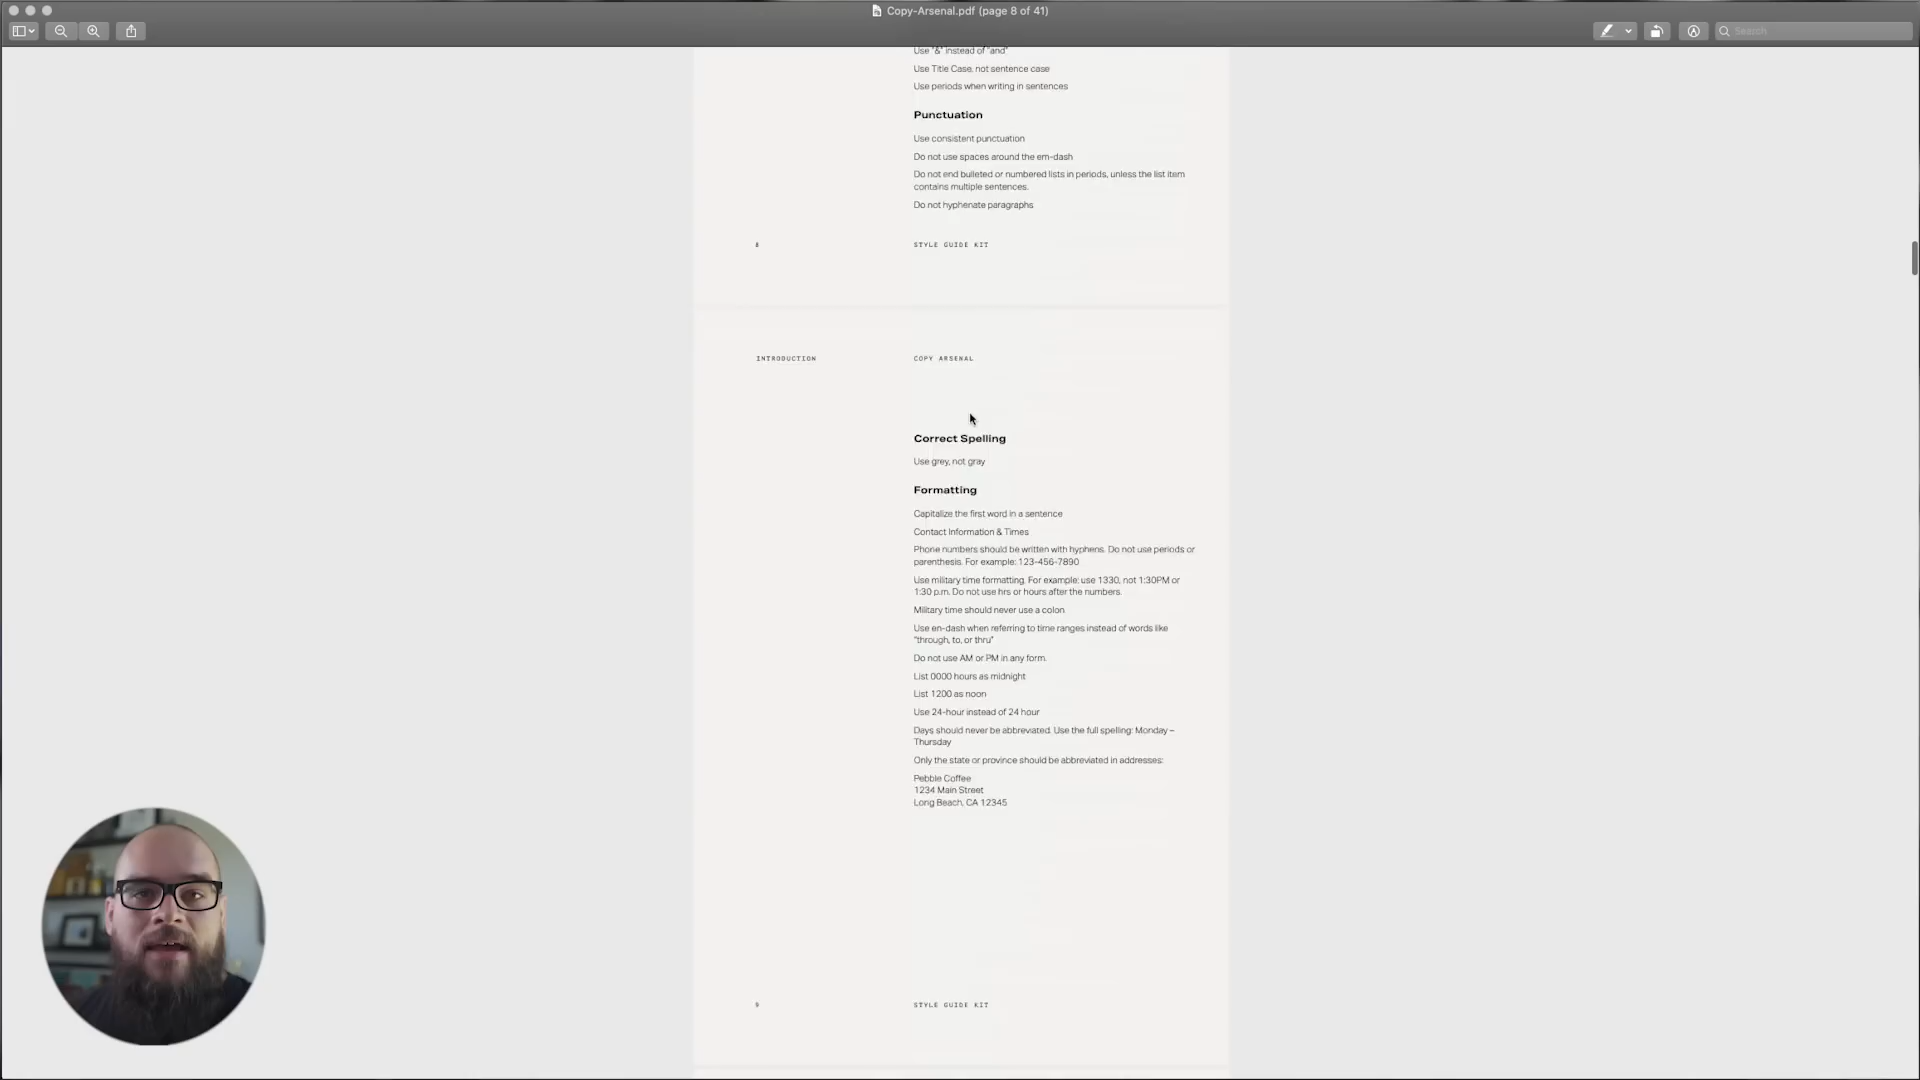 Copy-Arsenal.pdf (page 8 of 41)
Search
Use "&" instead of "and"
Use Title Case, not sentence case
Use periods when writing in sentences
Punctuation
Use consistent punctuation
Do not use spaces around the em-dash
Do not end bulleted or numbered lists in periods, unless the list item
contains multiple sentences.
Do not hyphenate paragraphs
8
STYLE GUIDE KIT
INTRODUCTION
COPY ARSENAL
Correct Spelling
Use grey, not gray
Formatting
Capitalize the first word in a sentence
Contact Information & Times
Phone numbers should be written with hyphens. Do not use periods or
parenthesis. For example: 123-456-7890
Use military time formatting. For example: use 1330, not 1:30PM or
1:30 p.m. Do not use hrs or hours after the numbers.
Military time should never use a colon
Use en-dash when referring to time ranges instead of words like
"through, to, or thru"
Do not use AM or PM in any form.
List 0000 hours as midnight
List 1200 as noon
Use 24-hour instead of 24 hour
Days should never be abbreviated. Use the full spelling: Monday –
Thursday
Only the state or province should be abbreviated in addresses:
Pebble Coffee
1234 Main Street
Long Beach, CA 12345
9
STYLE GUIDE KIT